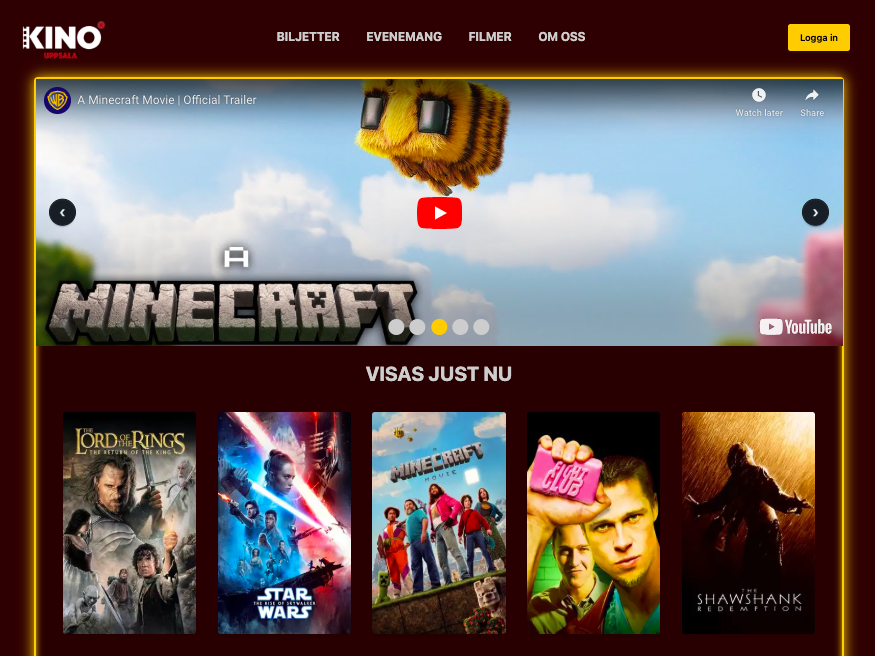 KINO
UPPSALA
BILJETTER
EVENEMANG
FILMER
OM OSS
Logga in
A Minecraft Movie | Official Trailer
Watch later
Share
A
MINECRAFT
YouTube
VISAS JUST NU
THE
LORD OF THE RINGS
THE RETURN OF THE KING
STAR
THE RISE OF SKYWALKER
WARS
A
MINECRAFT
MOVIE
FIGHT
CLUB
THE
SHAWSHANK
REDEMPTION